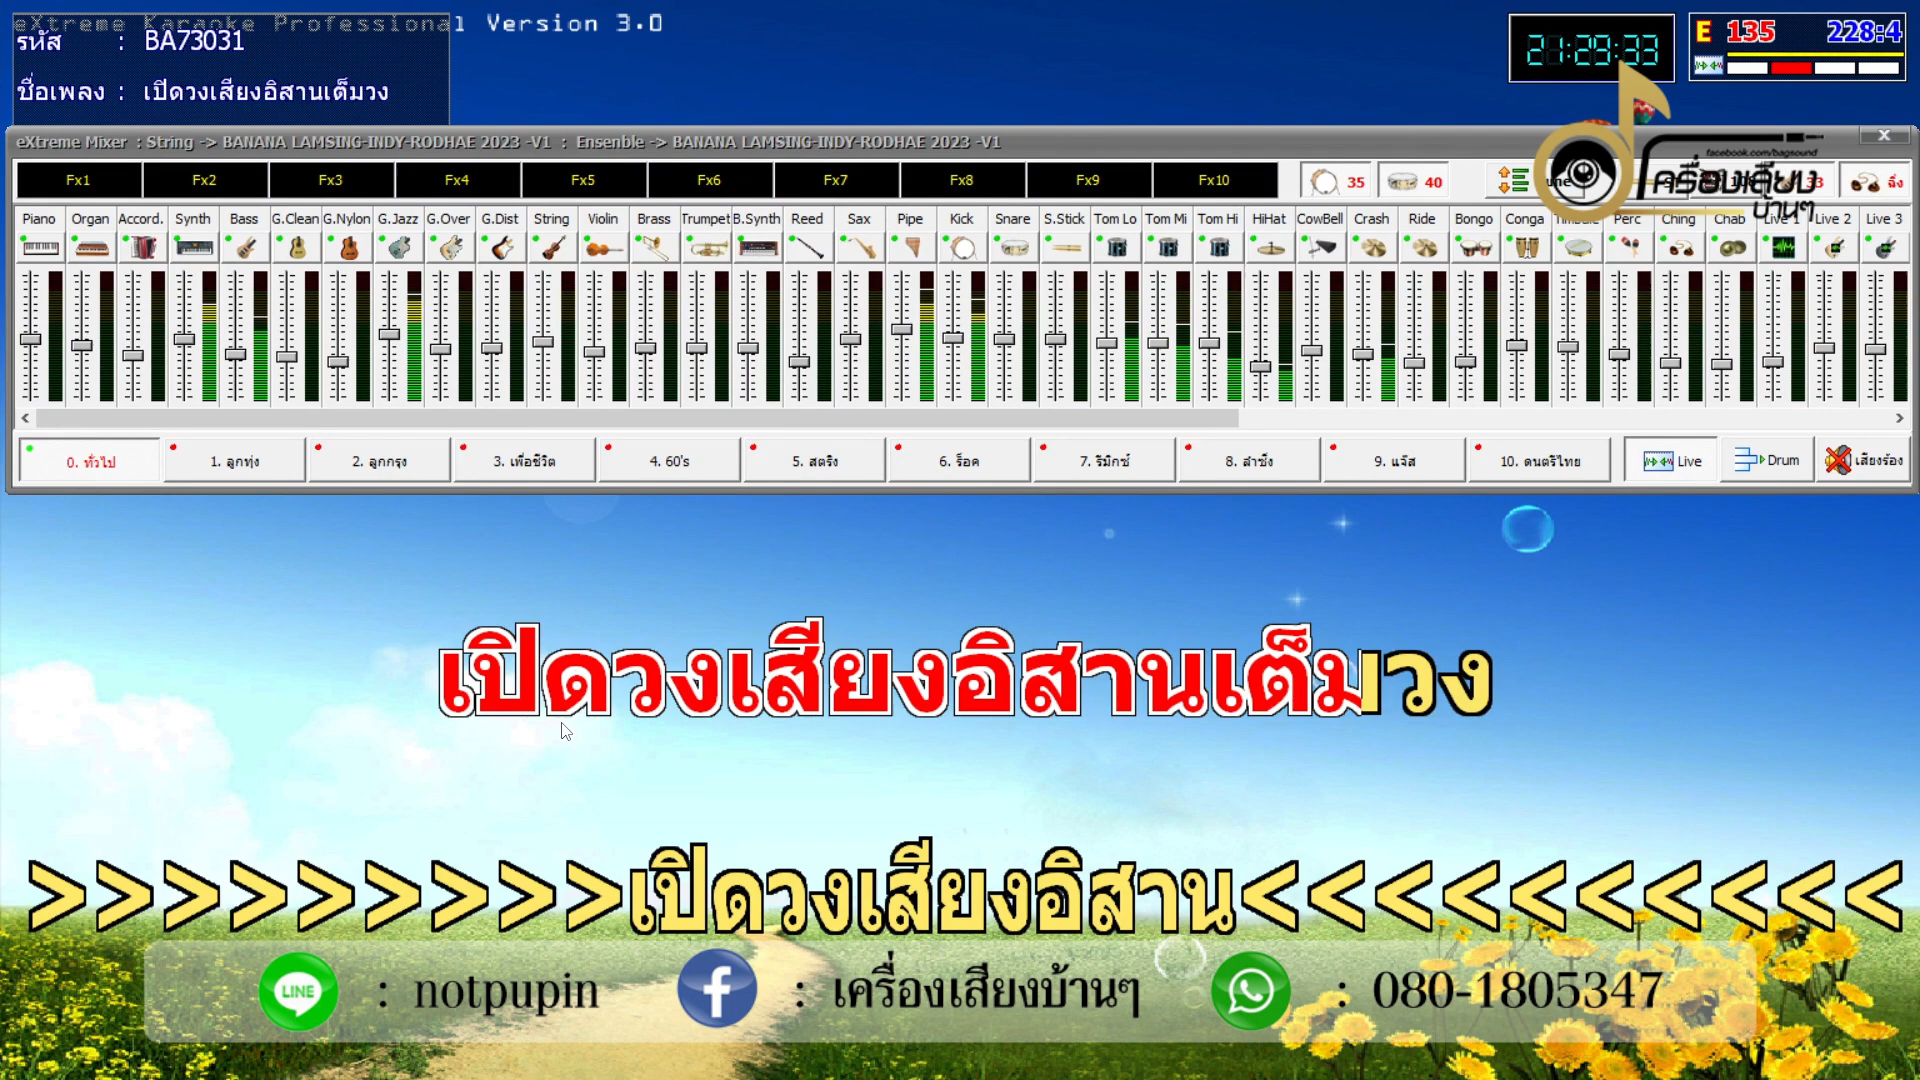 eXtreme Karaoke Professional Version 3.0
รหัส : BA73031
ชื่อเพลง : เปิดวงเสียงอิสานเต็มวง
21:29:33
E 135 228:4
eXtreme Mixer : String -> BANANA LAMSING-INDY-RODHAE 2023 -V1 : Ensenble -> BANANA LAMSING-INDY-RODHAE 2023 -V1
facebook.com/bagsound
เครื่องเสียง
บ้านๆ
Fx1 Fx2 Fx3 Fx4 Fx5 Fx6 Fx7 Fx8 Fx9 Fx10 35 40 33 ฉิ่ง
Piano Organ Accord. Synth Bass G.Clean G.Nylon G.Jazz G.Over G.Dist String Violin Brass Trumpet B.Synth Reed Sax Pipe Kick Snare S.Stick Tom Lo Tom Mi Tom Hi HiHat CowBell Crash Ride Bongo Conga Timbale Perc Ching Chab Live 1 Live 2 Live 3
0. ทั่วไป 1. ลูกทุ่ง 2. ลูกกรุง 3. เพื่อชีวิต 4. 60's 5. สตริง 6. ร็อค 7. รีมิกซ์ 8. ลำซิ่ง 9. แจ๊ส 10. ดนตรีไทย Live Drum เสียงร้อง
เปิดวงเสียงอิสานเต็มวง
>>>>>>>>>เปิดวงเสียงอิสาน<<<<<<<<<<
LINE : notpupin f : เครื่องเสียงบ้านๆ : 080-1805347